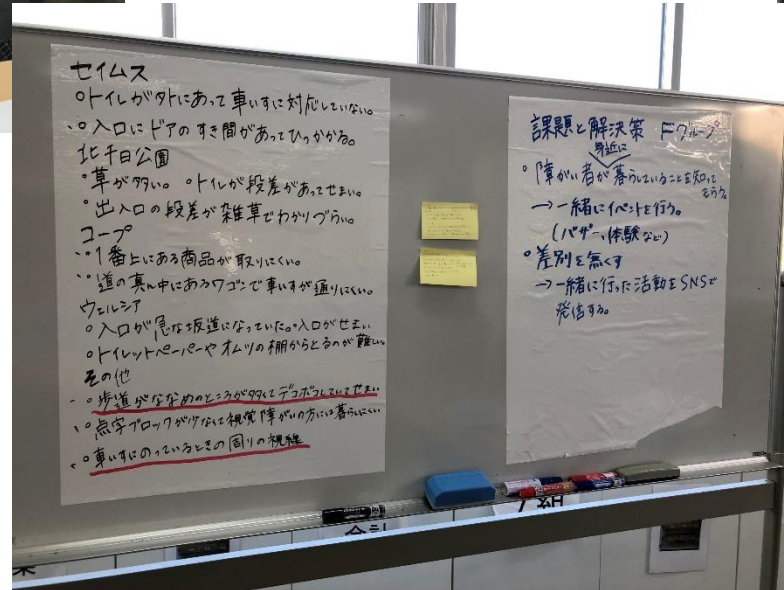 セイムス
○トイレが外にあって車いすに対応していない。
○入口にドアのすき間があってひっかかる。
北千日公園
○草が多い。○トイレが段差があってせまい。
○出入口の段差が雑草でわかりづらい。
コープ
○1番上にある商品が取りにくい。
○道の真ん中にあるワゴンで車いすが通りにくい。
ウェルシア
○入口が急な坂道になっていた。○入口がせまい
○トイレットペーパーやオムツの棚からとるのが難しい。
その他
○歩道がななめのところが多くてデコボコしていてせまい
○点字ブロックが少なくて視覚障がいの方には暮らしにくい
○車いすにのっているときの周りの視線
課題と解決策 Fグループ
身近に
○障がい者が暮らしていることを知って
もらう。
→一緒にイベントを行う。
(バザー、体験など)
○差別を無くす
→一緒に行った活動をSNSで
発信する。